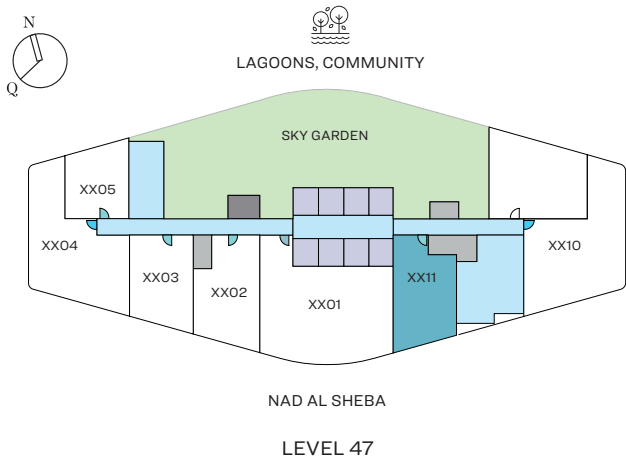 N
Q
LAGOONS, COMMUNITY
SKY GARDEN
XX05
XX04
XX03
XX02
XX01
XX11
XX10
NAD AL SHEBA
LEVEL 47